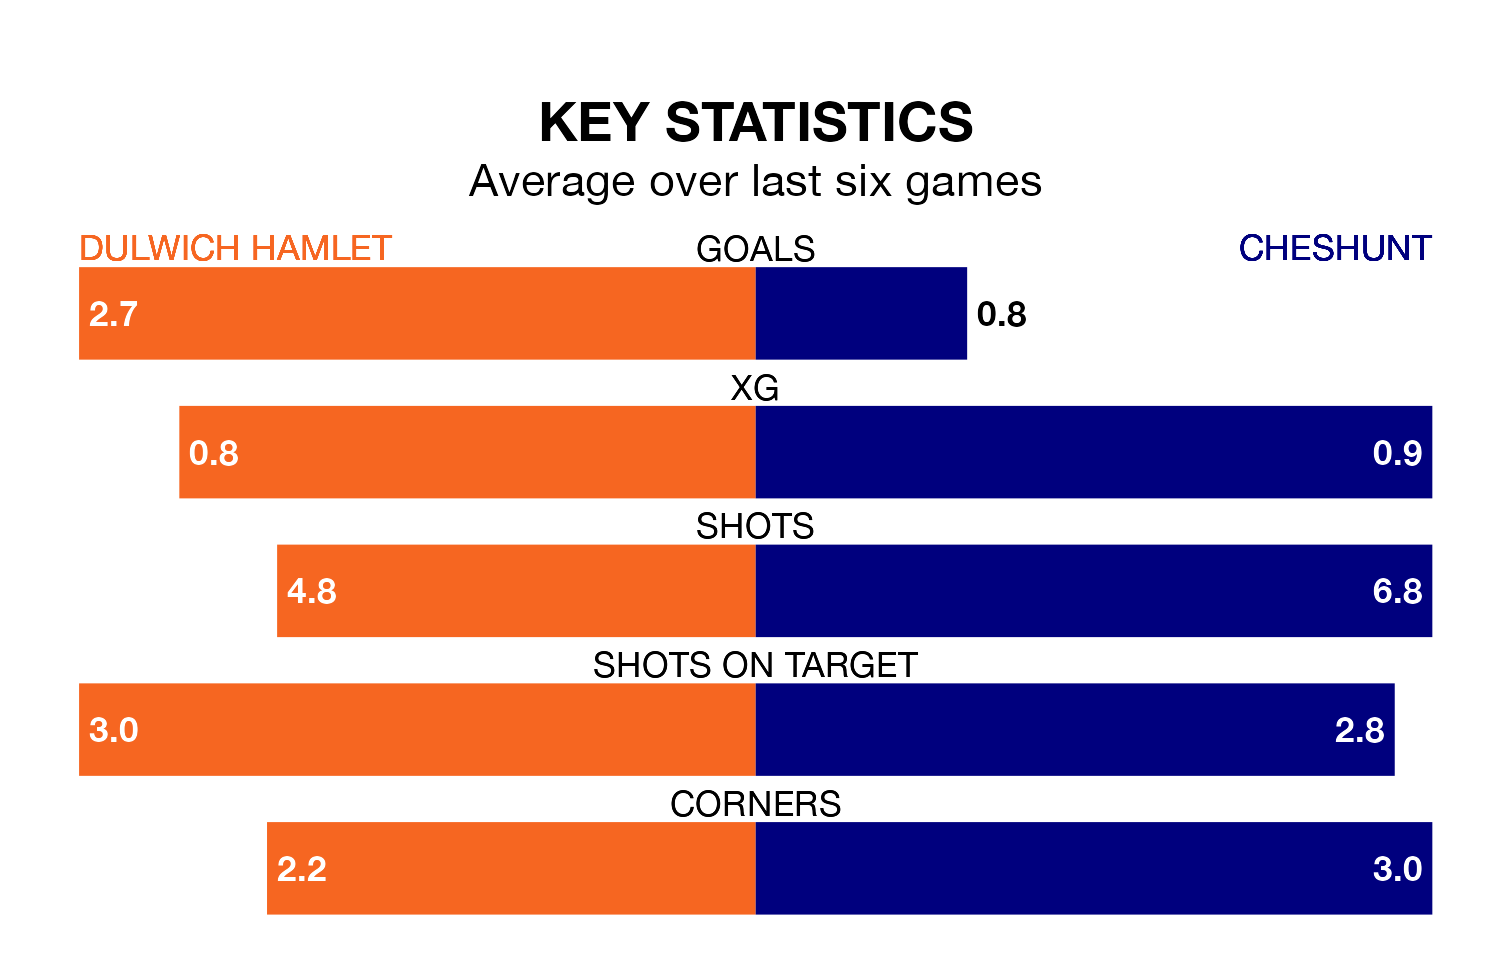 KEY STATISTICS
Average over last six games
DULWICH HAMLET GOALS CHESHUNT
2.7 0.8
XG
0.8 0.9
SHOTS
4.8 6.8
SHOTS ON TARGET
3.0 2.8
CORNERS
2.2 3.0